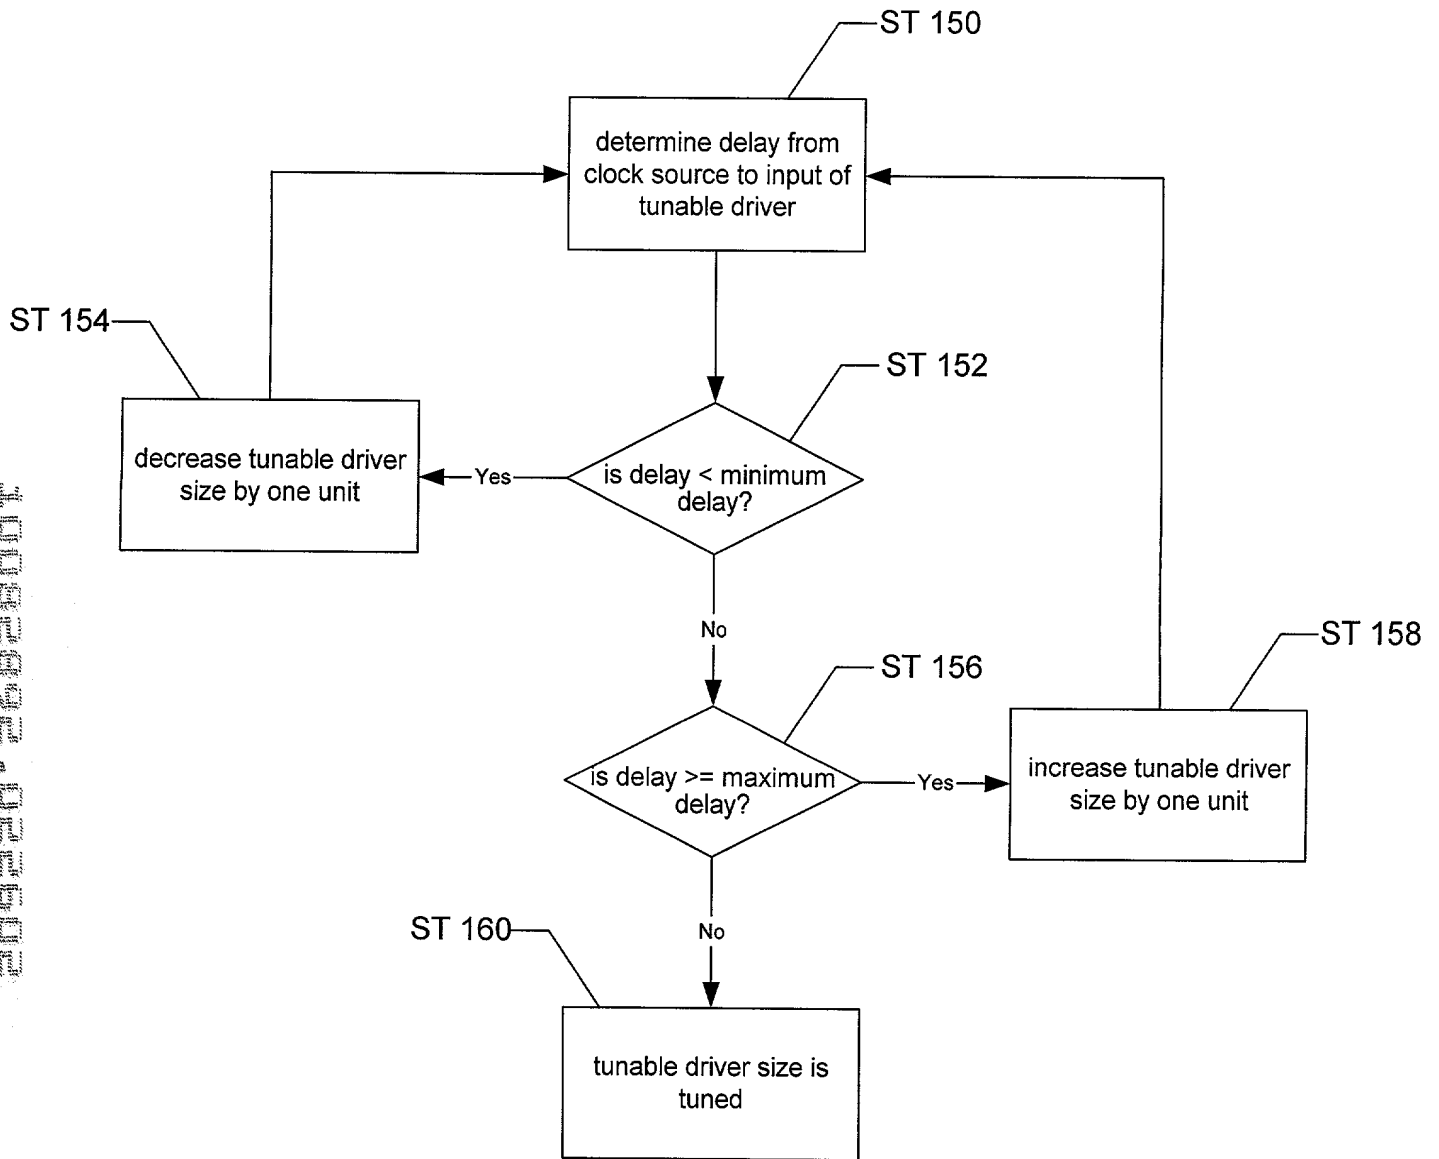 ST 150
determine delay from
clock source to input of
tunable driver
ST 154
ST 152
decrease tunable driver
size by one unit
Yes
is delay < minimum
delay?
No
ST 156
ST 158
is delay >= maximum
delay?
Yes
increase tunable driver
size by one unit
No
ST 160
tunable driver size is
tuned